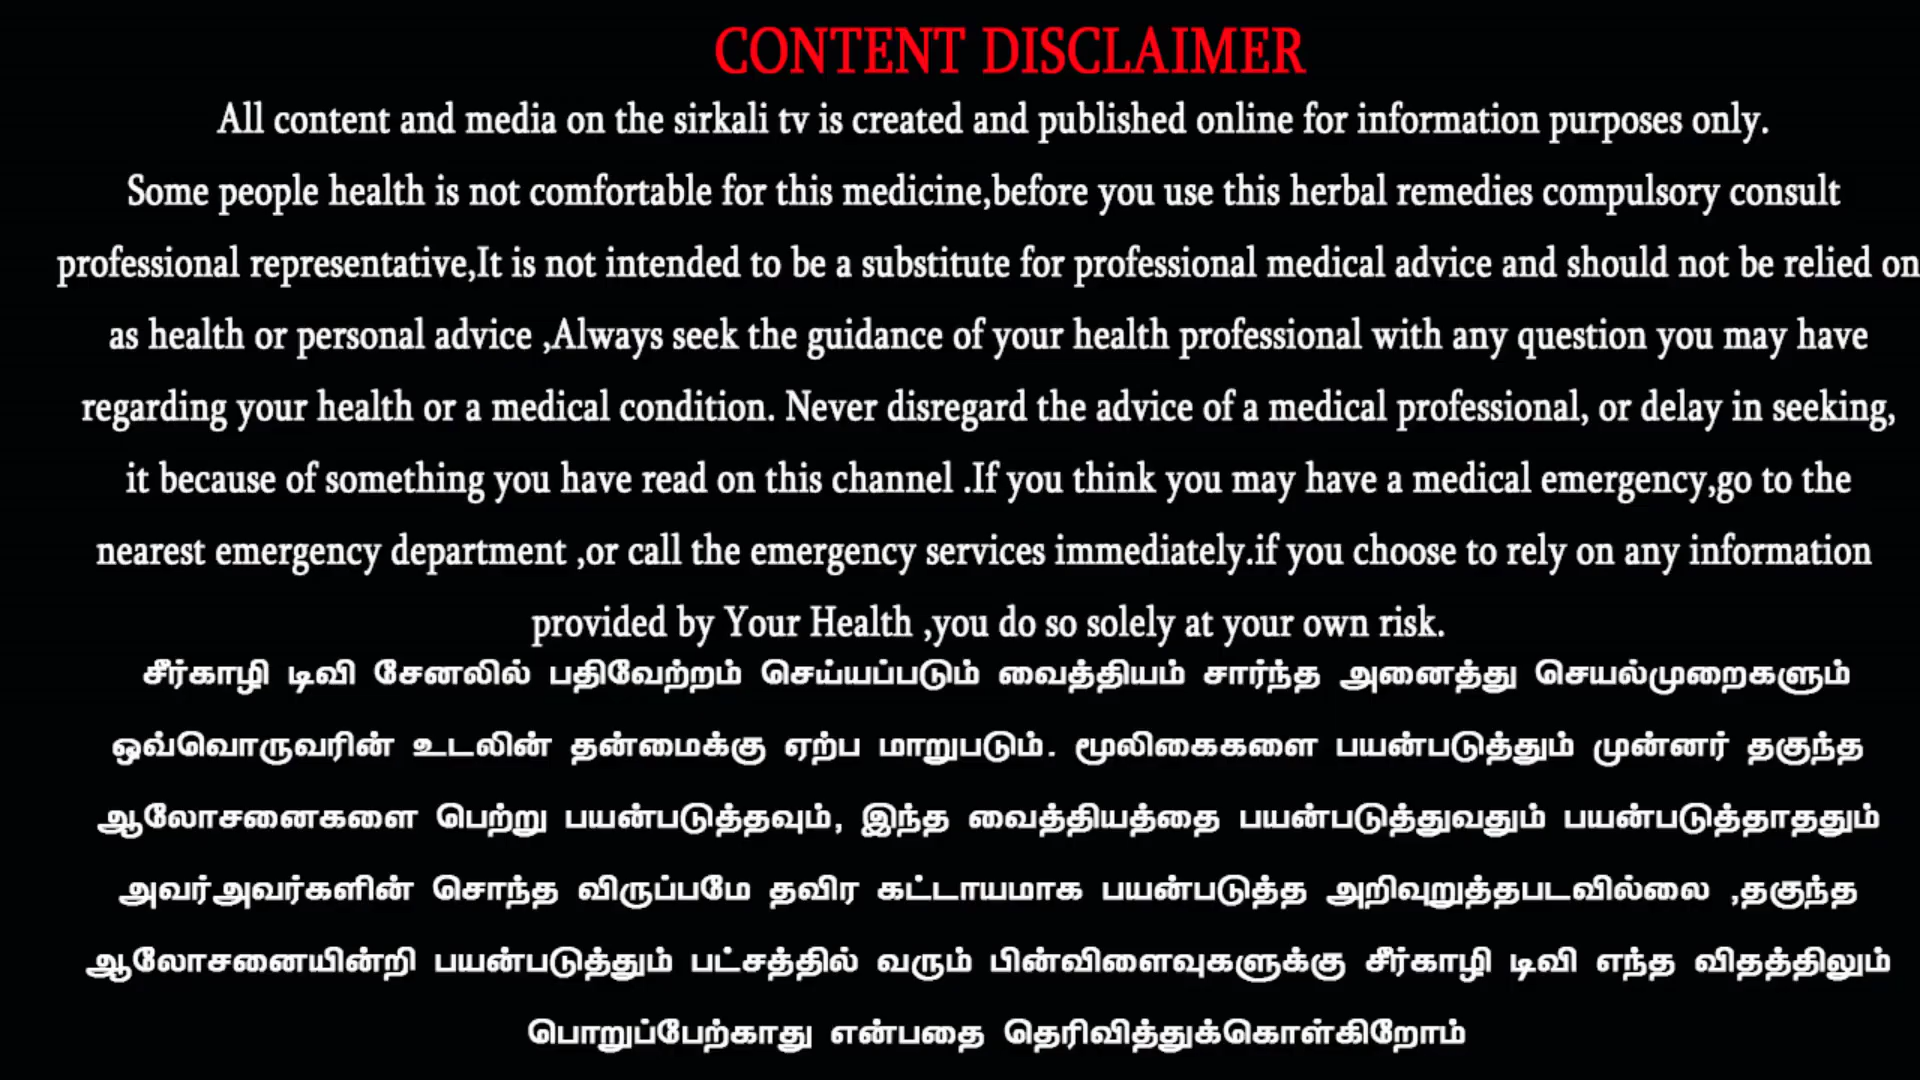 CONTENT DISCLAIMER
All content and media on the sirkali tv is created and published online for information purposes only.
Some people health is not comfortable for this medicine,before you use this herbal remedies compulsory consult
professional representative,It is not intended to be a substitute for professional medical advice and should not be relied on
as health or personal advice ,Always seek the guidance of your health professional with any question you may have
regarding your health or a medical condition. Never disregard the advice of a medical professional, or delay in seeking,
it because of something you have read on this channel .If you think you may have a medical emergency,go to the
nearest emergency department ,or call the emergency services immediately.if you choose to rely on any information
provided by Your Health ,you do so solely at your own risk.
சீர்காழி டிவி சேனலில் பதிவேற்றம் செய்யப்படும் வைத்தியம் சார்ந்த அனைத்து செயல்முறைகளும்
ஒவ்வொருவரின் உடலின் தன்மைக்கு ஏற்ப மாறுபடும். மூலிகைகளை பயன்படுத்தும் முன்னர் தகுந்த
ஆலோசனைகளை பெற்று பயன்படுத்தவும், இந்த வைத்தியத்தை பயன்படுத்துவதும் பயன்படுத்தாததும்
அவர்அவர்களின் சொந்த விருப்பமே தவிர கட்டாயமாக பயன்படுத்த அறிவுறுத்தபடவில்லை ,தகுந்த
ஆலோசனையின்றி பயன்படுத்தும் பட்சத்தில் வரும் பின்விளைவுகளுக்கு சீர்காழி டிவி எந்த விதத்திலும்
பொறுப்பேற்காது என்பதை தெரிவித்துக்கொள்கிறோம்